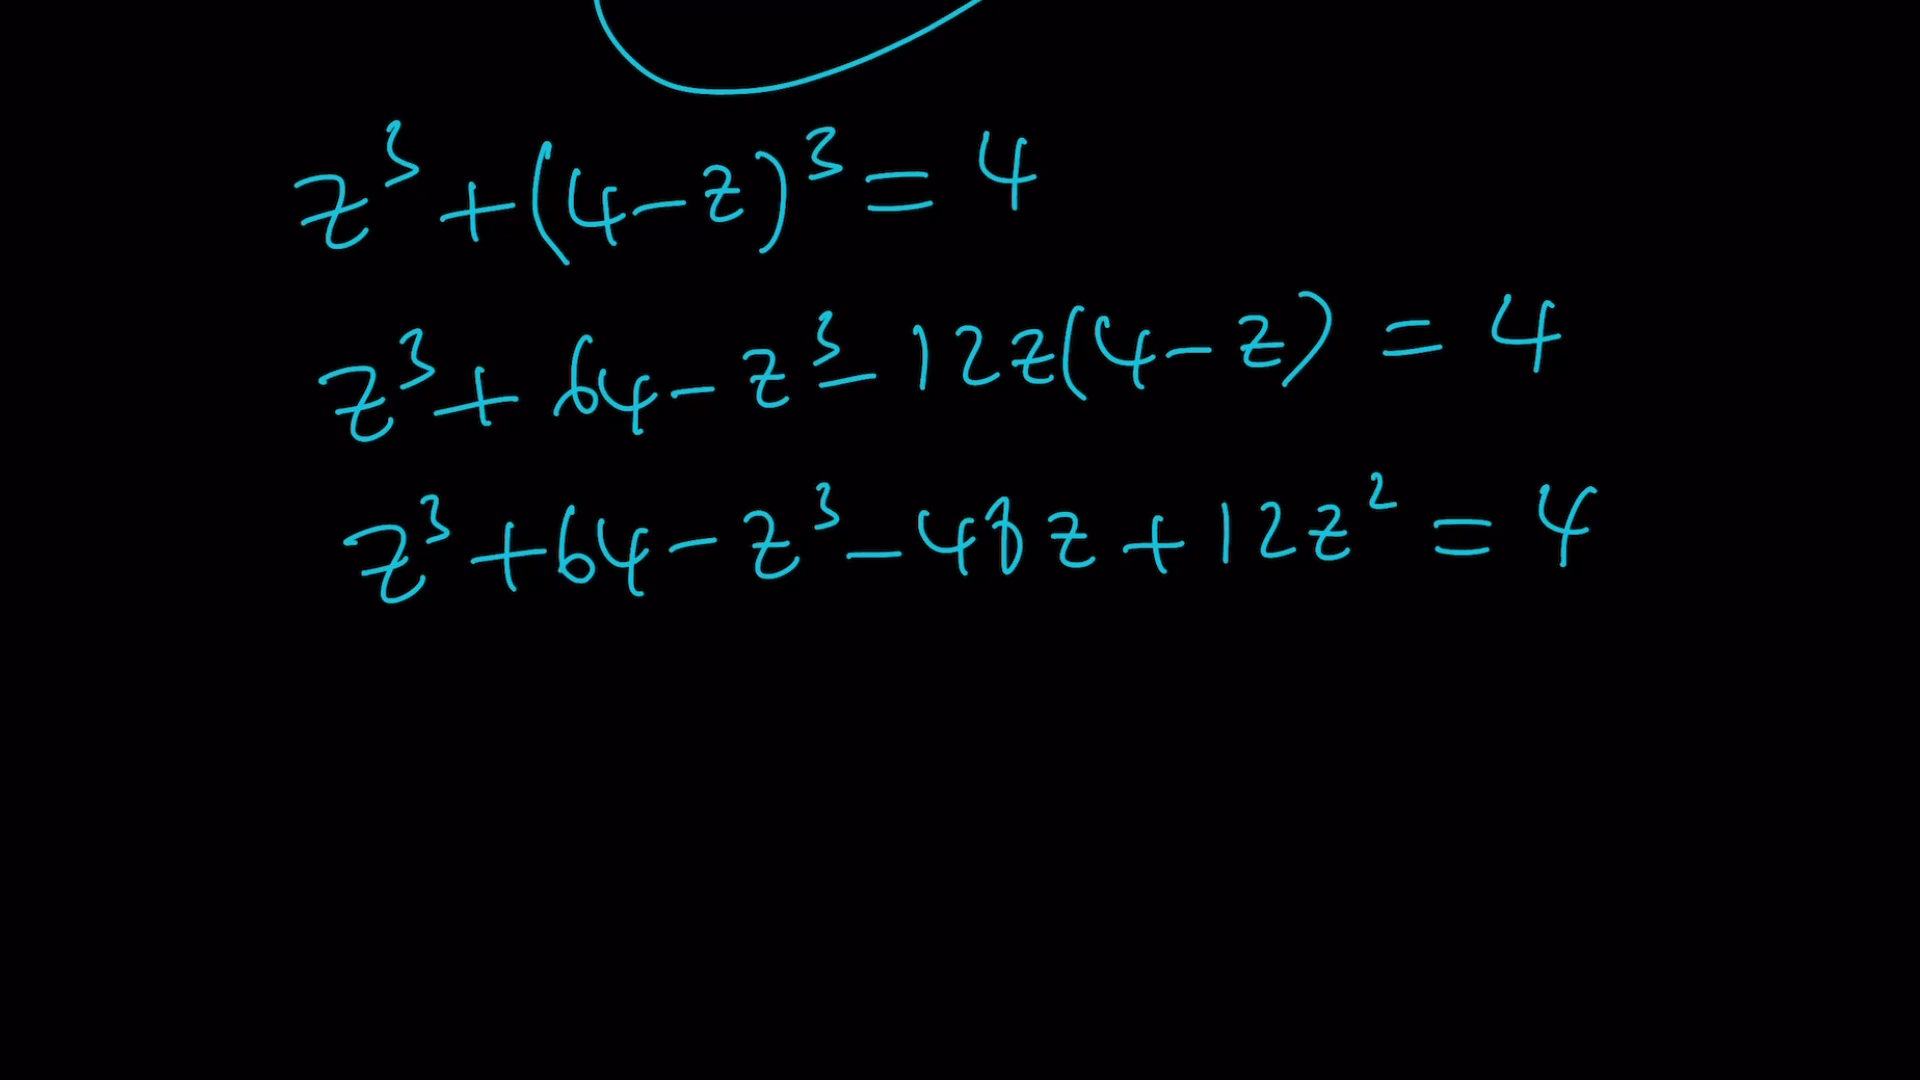 z³ + (4 - z)³ = 4
z³ + 64 - z³ - 12z(4 - z) = 4
z³ + 64 - z³ - 48z + 12z² = 4